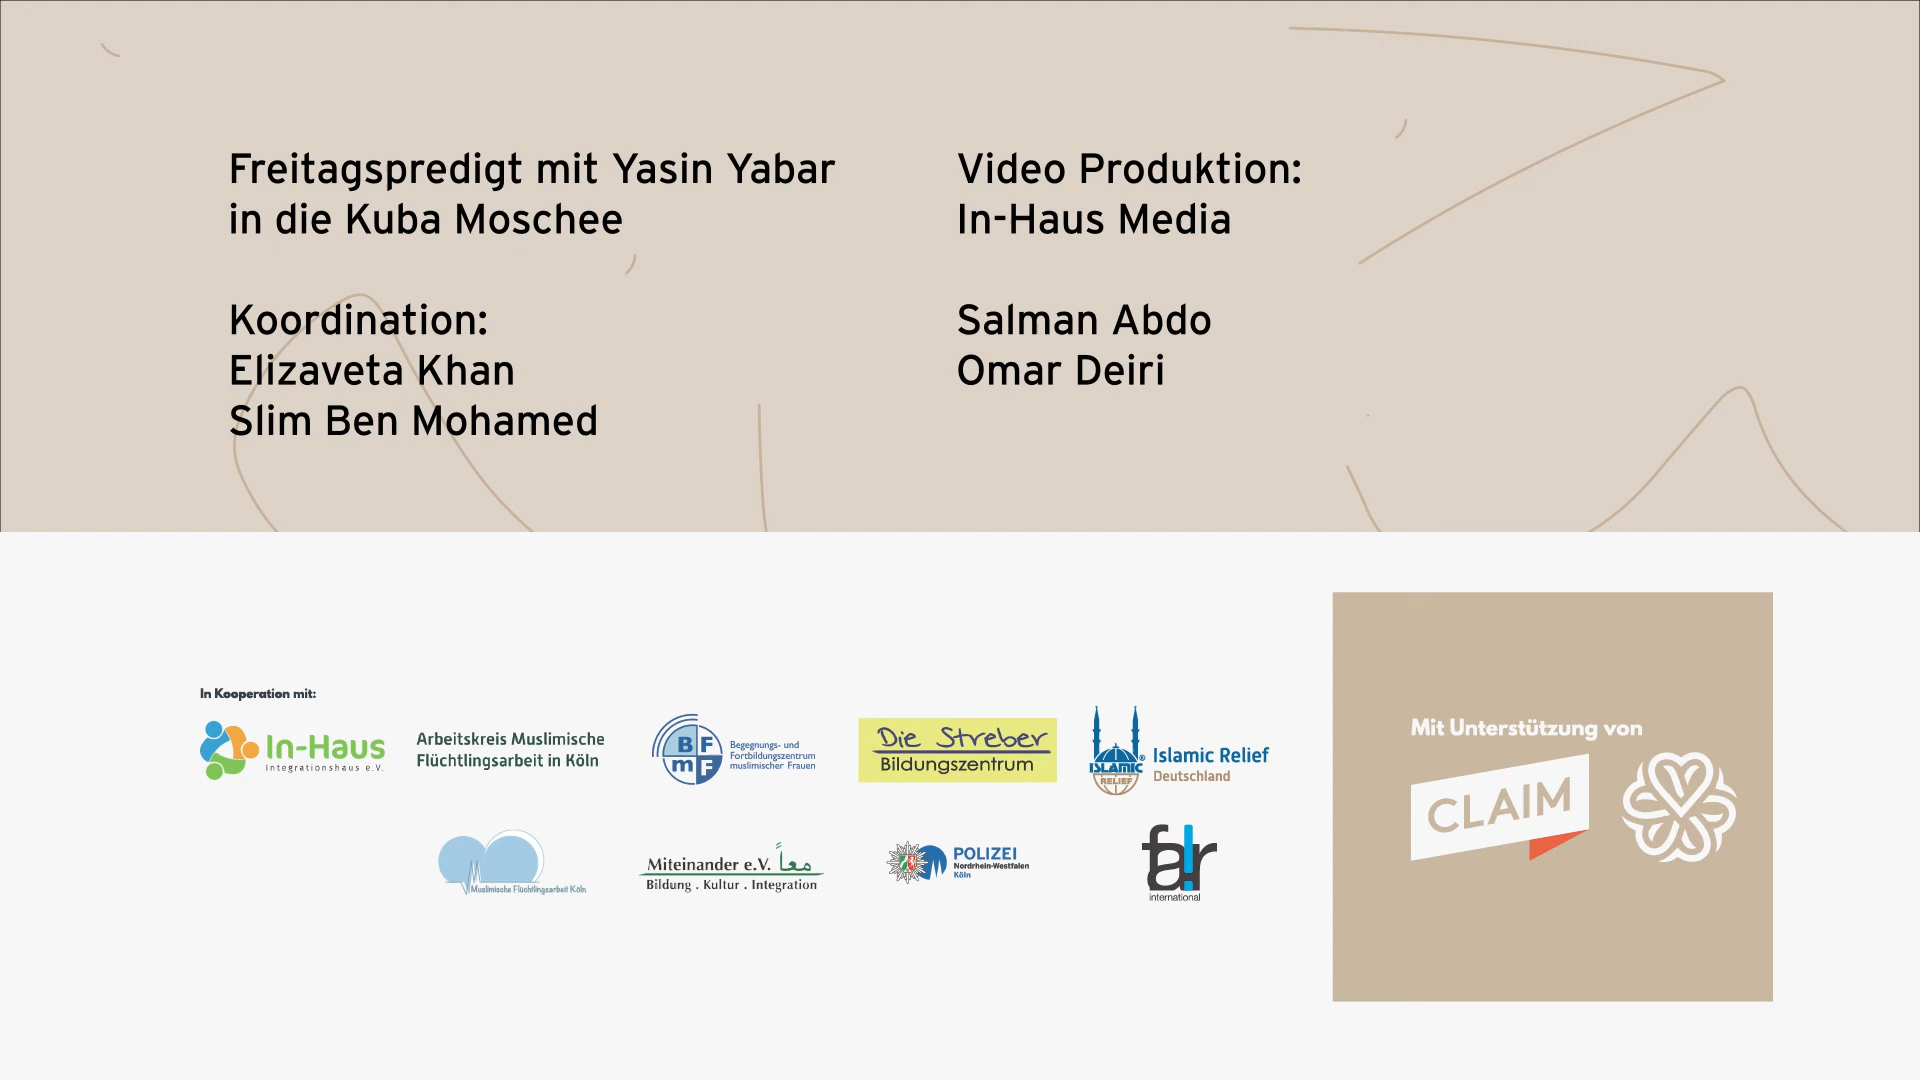 Freitagspredigt mit Yasin Yabar
in die Kuba Moschee
Koordination:
Elizaveta Khan
Slim Ben Mohamed
Video Produktion:
In-Haus Media
Salman Abdo
Omar Deiri
In Kooperation mit:
In-Haus
Integrationshaus e.V.
Arbeitskreis Muslimische
Flüchtlingsarbeit in Köln
B F
m F
Begegnungs- und
Fortbildungszentrum
muslimischer Frauen
Die Streber
Bildungszentrum
ISLAMIC
RELIEF
Islamic Relief
Deutschland
Muslimische Flüchtlingsarbeit Köln
Miteinander e.V. معاً
Bildung . Kultur . Integration
POLIZEI
Nordrhein-Westfalen
Köln
fair
international
Mit Unterstützung von
CLAIM